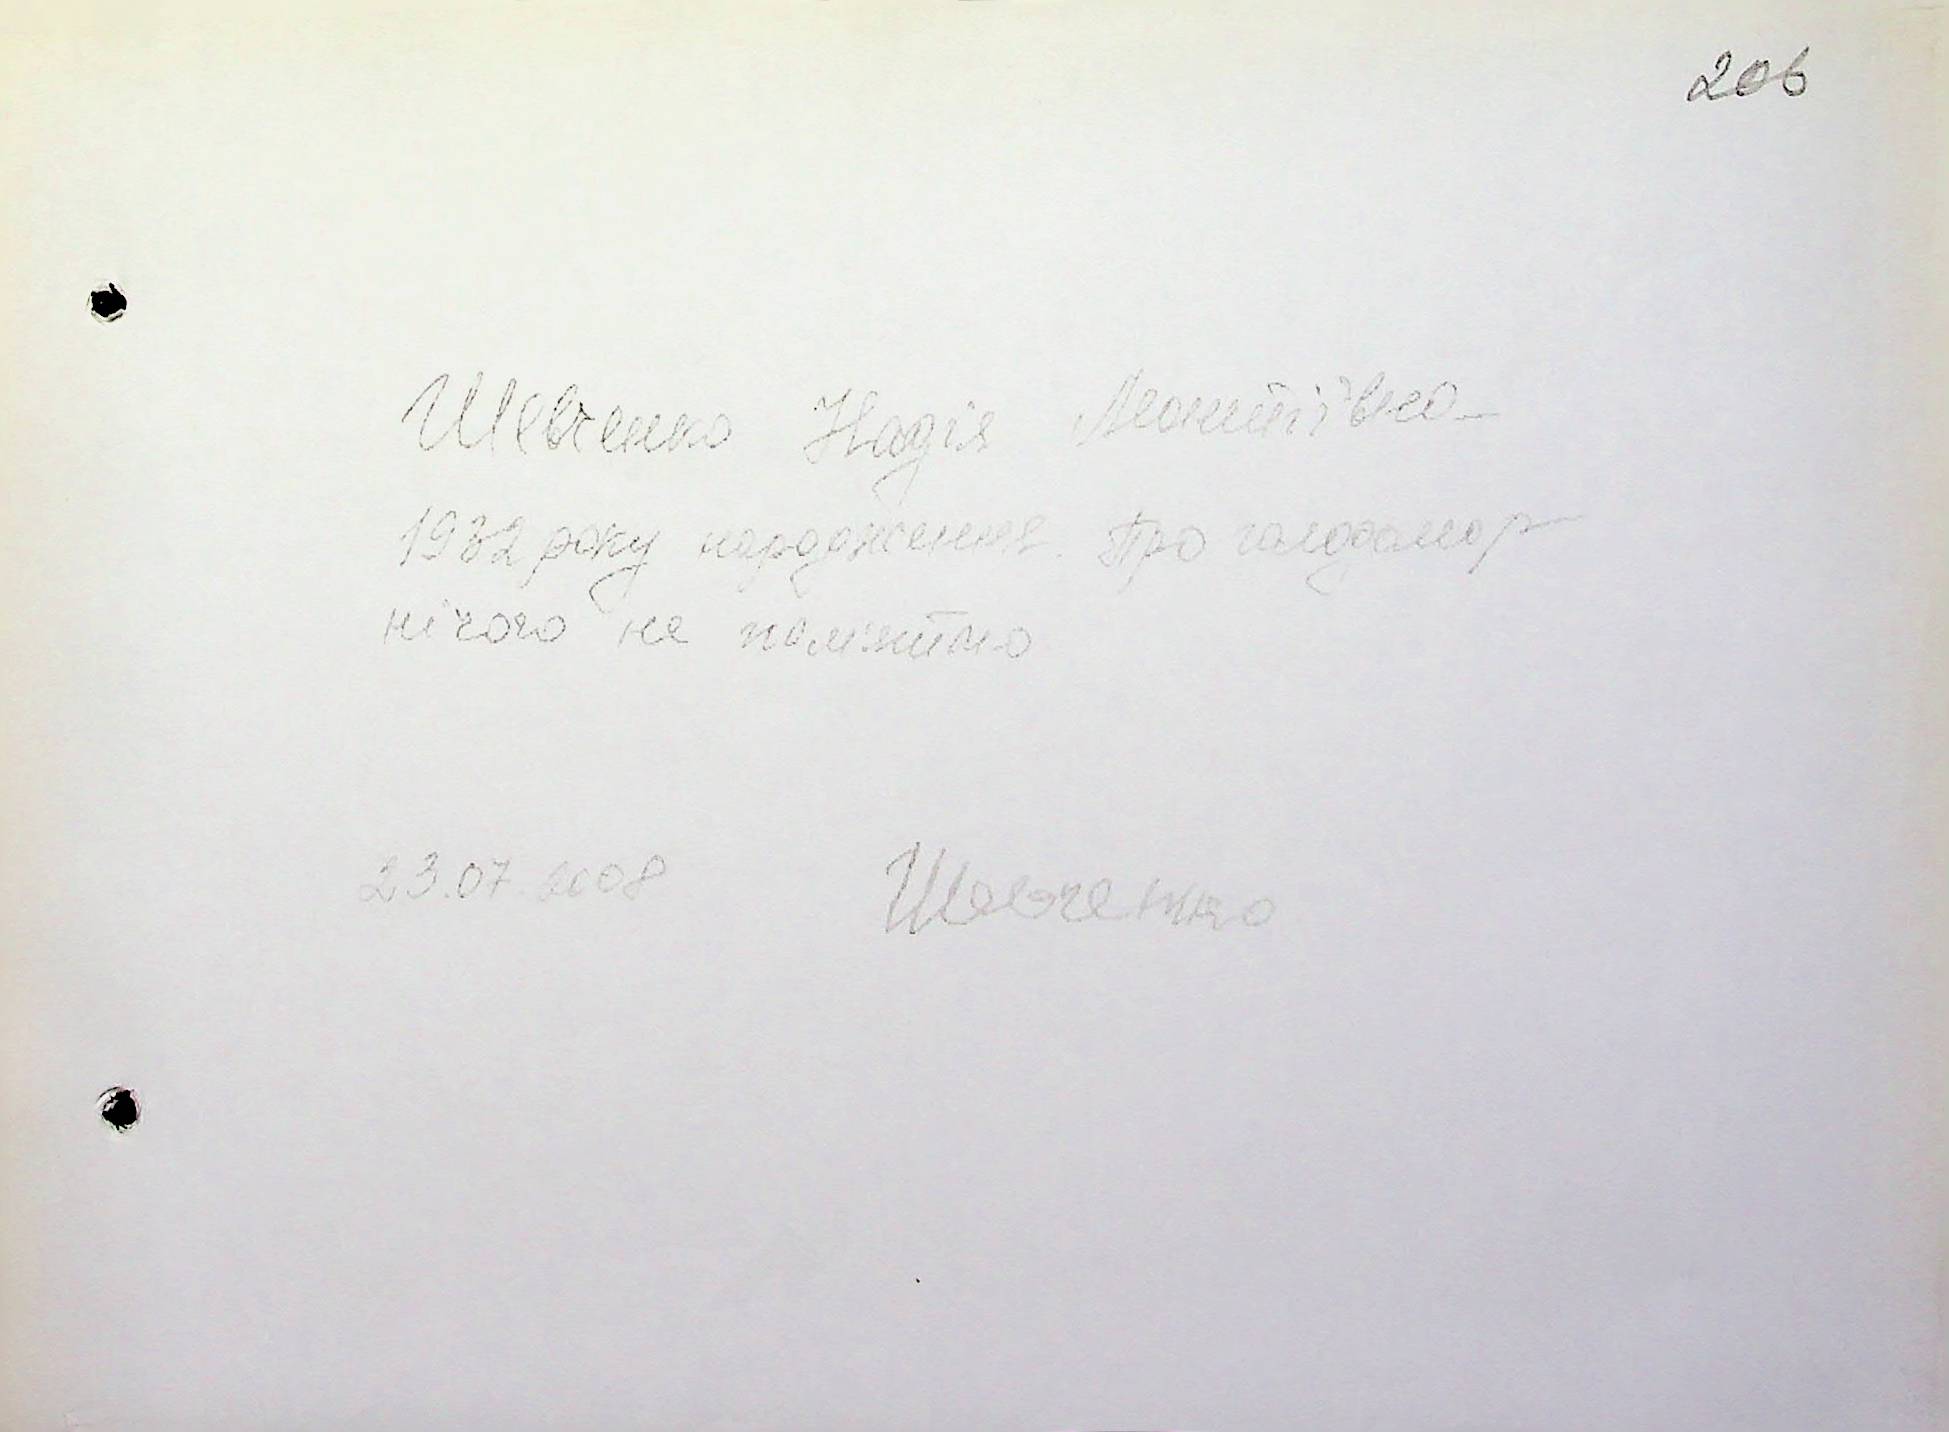 206
Шевченко Надія Леонтіївна
1932 року народження. Про голодомор
нічого не пам'ятаю
23.07.2008 Шевченко